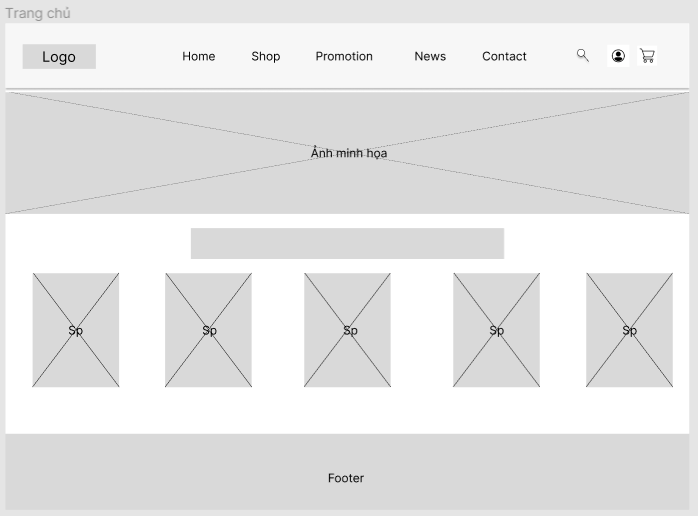 Trang chủ
Logo
Home
Shop
Promotion
News
Contact
Ảnh minh họa
Sp
Sp
Sp
Sp
Sp
Footer